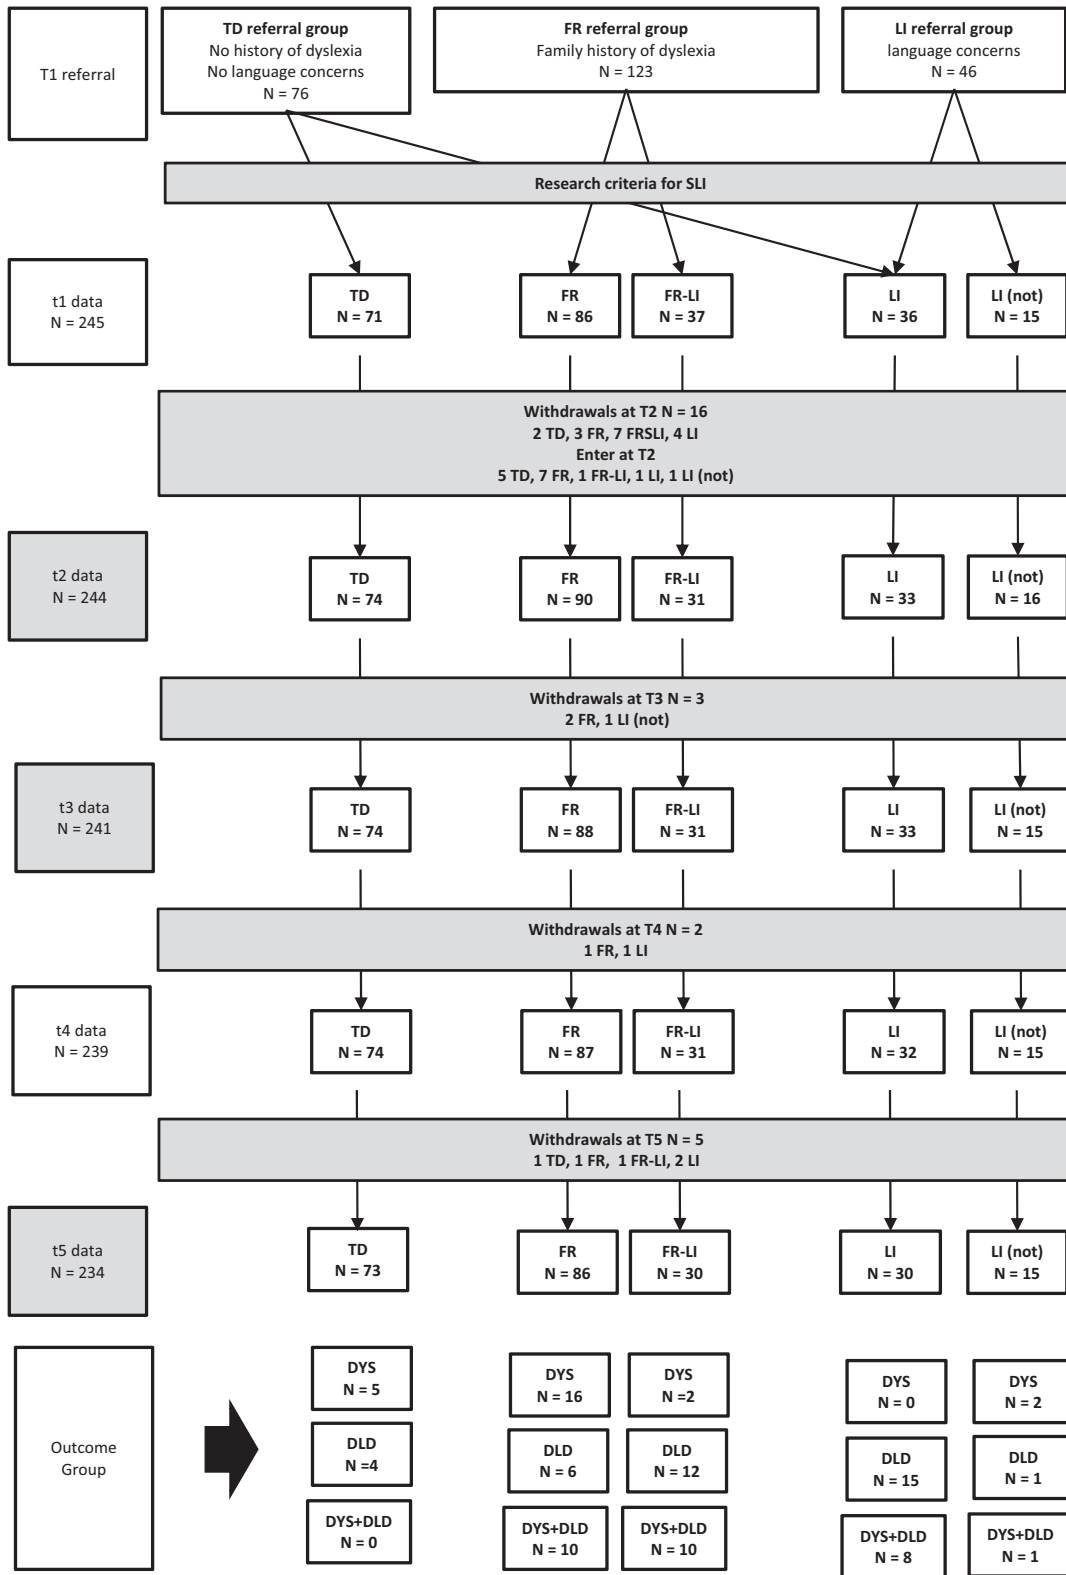 T1 referral
TD referral group
No history of dyslexia
No language concerns
N = 76
FR referral group
Family history of dyslexia
N = 123
LI referral group
language concerns
N = 46
Research criteria for SLI
t1 data
N = 245
TD
N = 71
FR
N = 86
FR-LI
N = 37
LI
N = 36
LI (not)
N = 15
Withdrawals at T2 N = 16
2 TD, 3 FR, 7 FRSLI, 4 LI
Enter at T2
5 TD, 7 FR, 1 FR-LI, 1 LI, 1 LI (not)
t2 data
N = 244
TD
N = 74
FR
N = 90
FR-LI
N = 31
LI
N = 33
LI (not)
N = 16
Withdrawals at T3 N = 3
2 FR, 1 LI (not)
t3 data
N = 241
TD
N = 74
FR
N = 88
FR-LI
N = 31
LI
N = 33
LI (not)
N = 15
Withdrawals at T4 N = 2
1 FR, 1 LI
t4 data
N = 239
TD
N = 74
FR
N = 87
FR-LI
N = 31
LI
N = 32
LI (not)
N = 15
Withdrawals at T5 N = 5
1 TD, 1 FR, 1 FR-LI, 2 LI
t5 data
N = 234
TD
N = 73
FR
N = 86
FR-LI
N = 30
LI
N = 30
LI (not)
N = 15
Outcome
Group
DYS
N = 5
DYS
N = 16
DYS
N =2
DYS
N = 0
DYS
N = 2
DLD
N =4
DLD
N = 6
DLD
N = 12
DLD
N = 15
DLD
N = 1
DYS+DLD
N = 0
DYS+DLD
N = 10
DYS+DLD
N = 10
DYS+DLD
N = 8
DYS+DLD
N = 1